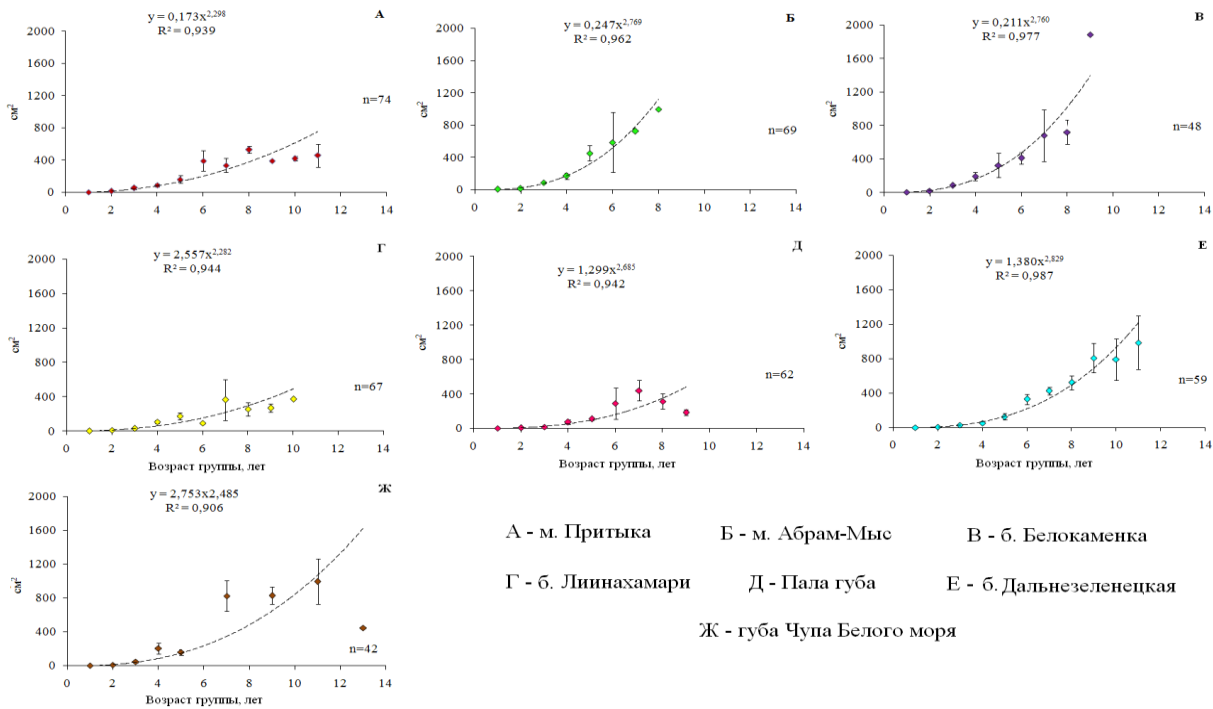 А
y = 0,173x^2,298
R² = 0,939
2000
1600
1200
800
400
0
см²
n=74
0 2 4 6 8 10 12 14
Б
y = 0,247x^2,769
R² = 0,962
2000
1600
1200
800
400
0
см²
n=69
0 2 4 6 8 10 12 14
В
y = 0,211x^2,760
R² = 0,977
2000
1600
1200
800
400
0
см²
n=48
0 2 4 6 8 10 12 14
Г
y = 2,557x^2,282
R² = 0,944
2000
1600
1200
800
400
0
см²
n=67
0 2 4 6 8 10 12 14
Возраст группы, лет
Д
y = 1,299x^2,685
R² = 0,942
2000
1600
1200
800
400
0
см²
n=62
0 2 4 6 8 10 12 14
Возраст группы, лет
Е
y = 1,380x^2,829
R² = 0,987
2000
1600
1200
800
400
0
см²
n=59
0 2 4 6 8 10 12 14
Возраст группы, лет
Ж
y = 2,753x2,485
R² = 0,906
2000
1600
1200
800
400
0
см²
n=42
0 2 4 6 8 10 12 14
Возраст группы, лет
А - м. Притыка Б - м. Абрам-Мыс В - б. Белокаменка
Г - б. Лиинахамари Д - Пала губа Е - б. Дальнезеленецкая
Ж - губа Чупа Белого моря